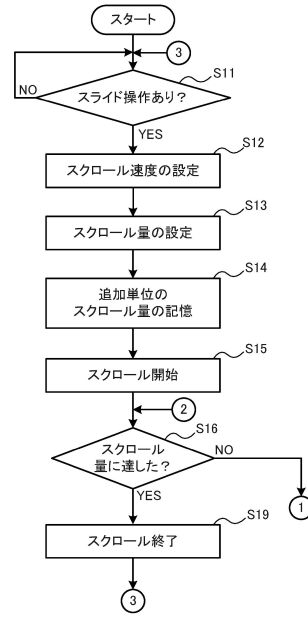 スタート
3
S11
スライド操作あり？
NO
YES
S12
スクロール速度の設定
S13
スクロール量の設定
S14
追加単位の
スクロール量の記憶
S15
スクロール開始
2
S16
スクロール
量に達した？
NO
YES
1
S19
スクロール終了
3